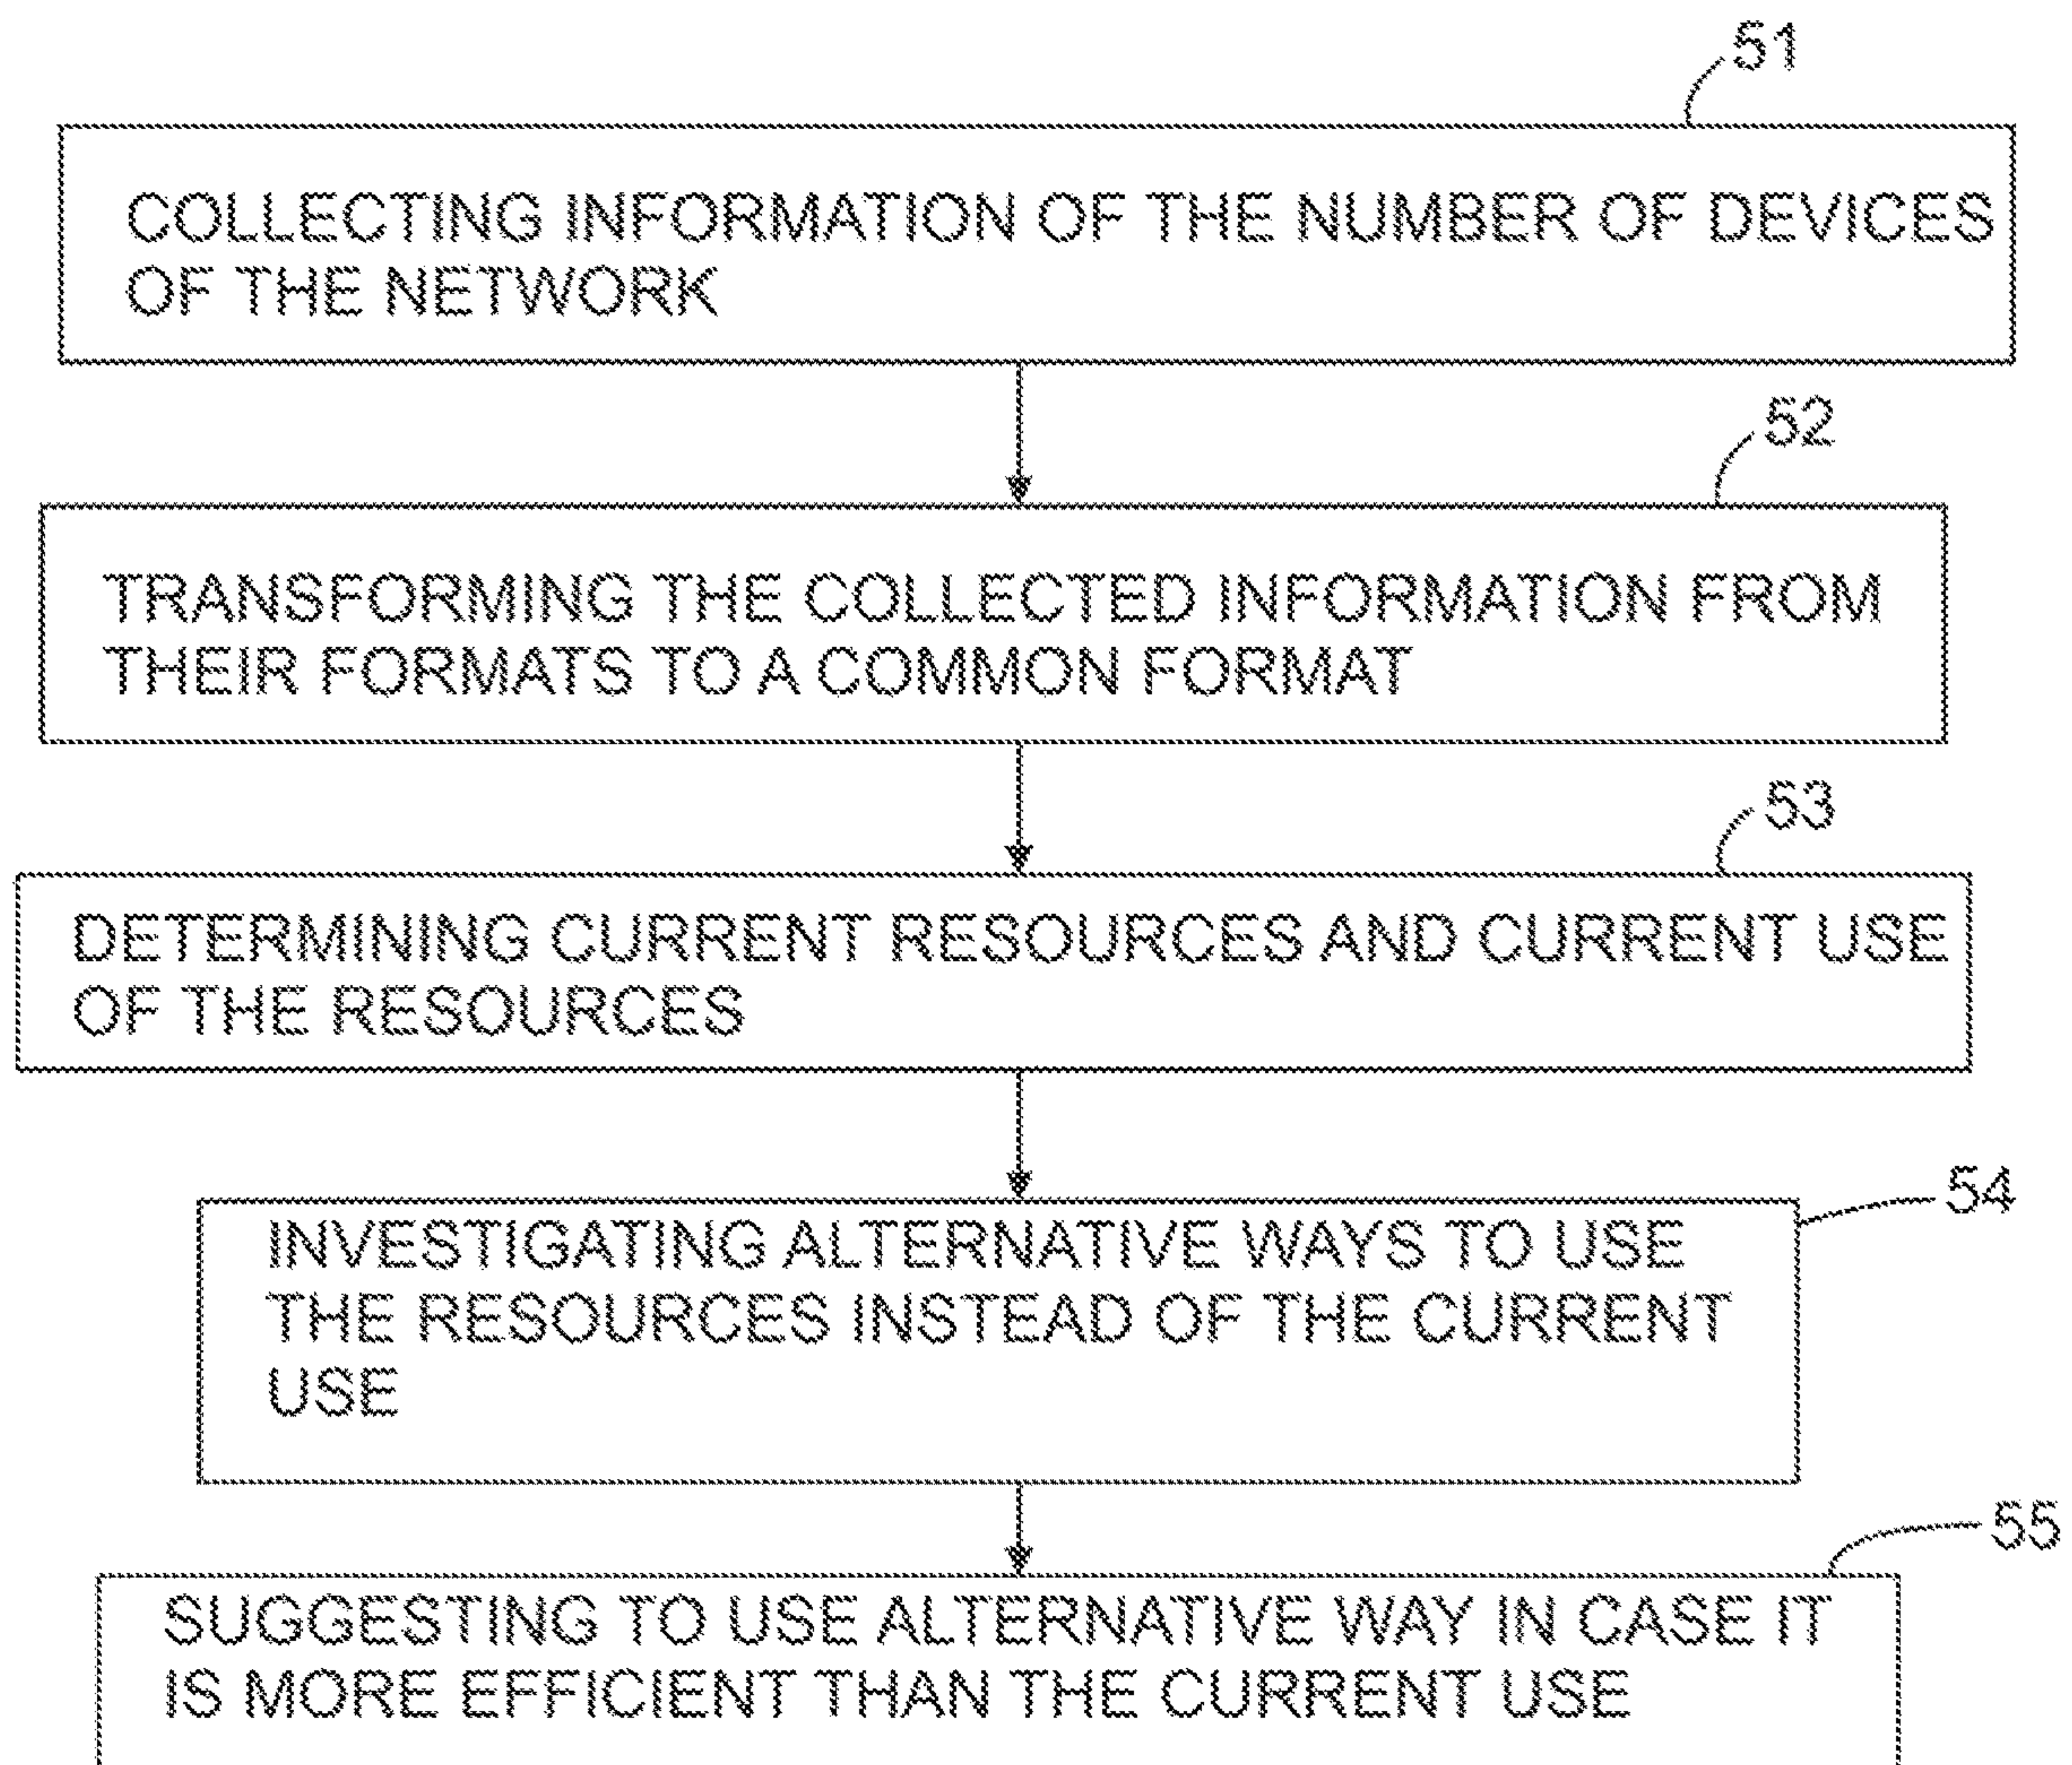 51
COLLECTING INFORMATION OF THE NUMBER OF DEVICES
OF THE NETWORK
52
TRANSFORMING THE COLLECTED INFORMATION FROM
THEIR FORMATS TO A COMMON FORMAT
53
DETERMINING CURRENT RESOURCES AND CURRENT USE
OF THE RESOURCES
54
INVESTIGATING ALTERNATIVE WAYS TO USE
THE RESOURCES INSTEAD OF THE CURRENT
USE
55
SUGGESTING TO USE ALTERNATIVE WAY IN CASE IT
IS MORE EFFICIENT THAN THE CURRENT USE